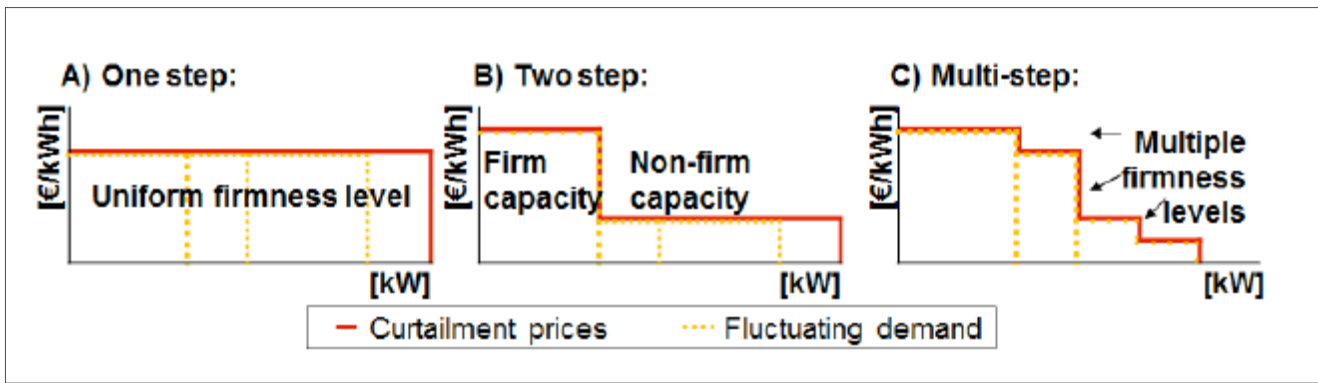 A) One step:
[€/kWh]
Uniform firmness level
[kW]
B) Two step:
[€/kWh]
Firm
capacity
Non-firm
capacity
[kW]
C) Multi-step:
[€/kWh]
Multiple
firmness
levels
[kW]
Curtailment prices
Fluctuating demand